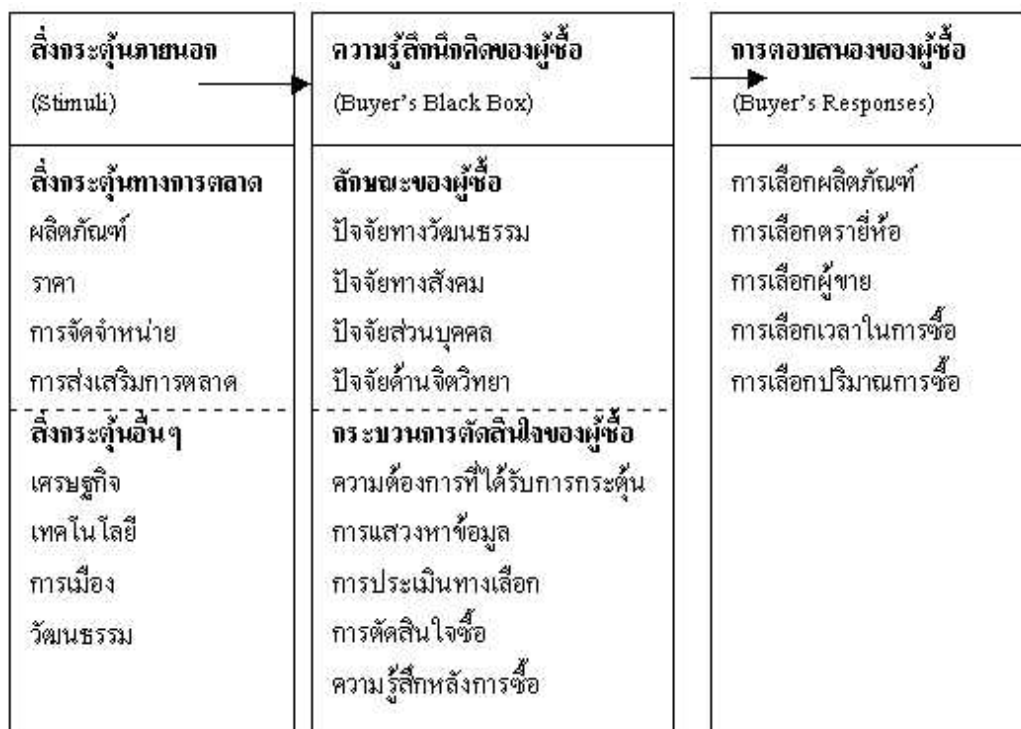 สิ่งกระตุ้นภายนอก
(Stimuli)
สิ่งกระตุ้นทางการตลาด
ผลิตภัณฑ์
ราคา
การจัดจำหน่าย
การส่งเสริมการตลาด
สิ่งกระตุ้นอื่นๆ
เศรษฐกิจ
เทคโนโลยี
การเมือง
วัฒนธรรม
ความรู้สึกนึกคิดของผู้ซื้อ
(Buyer's Black Box)
ลักษณะของผู้ซื้อ
ปัจจัยทางวัฒนธรรม
ปัจจัยทางสังคม
ปัจจัยส่วนบุคคล
ปัจจัยด้านจิตวิทยา
กระบวนการตัดสินใจของผู้ซื้อ
ความต้องการที่ได้รับการกระตุ้น
การแสวงหาข้อมูล
การประเมินทางเลือก
การตัดสินใจซื้อ
ความรู้สึกหลังการซื้อ
การตอบสนองของผู้ซื้อ
(Buyer's Responses)
การเลือกผลิตภัณฑ์
การเลือกตรายี่ห้อ
การเลือกผู้ขาย
การเลือกเวลาในการซื้อ
การเลือกปริมาณการซื้อ